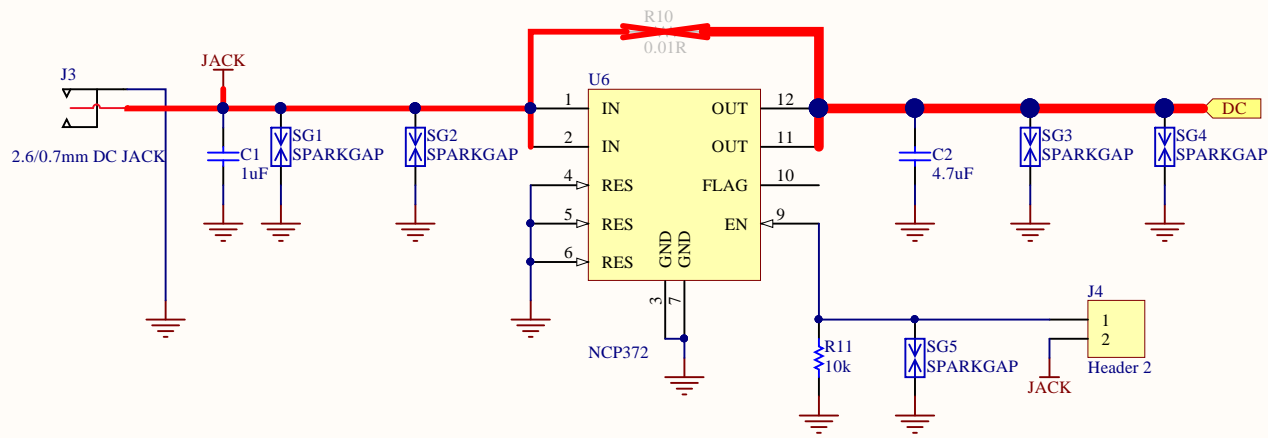 R10
0.01R
JACK
J3
2.6/0.7mm DC JACK
C1
1uF
SG1
SPARKGAP
SG2
SPARKGAP
U6
1 IN OUT 12
2 IN OUT 11
4 RES FLAG 10
5 RES EN 9
6 RES
GND GND
3 7
NCP372
DC
C2
4.7uF
SG3
SPARKGAP
SG4
SPARKGAP
R11
10k
SG5
SPARKGAP
J4
1
2
Header 2
JACK